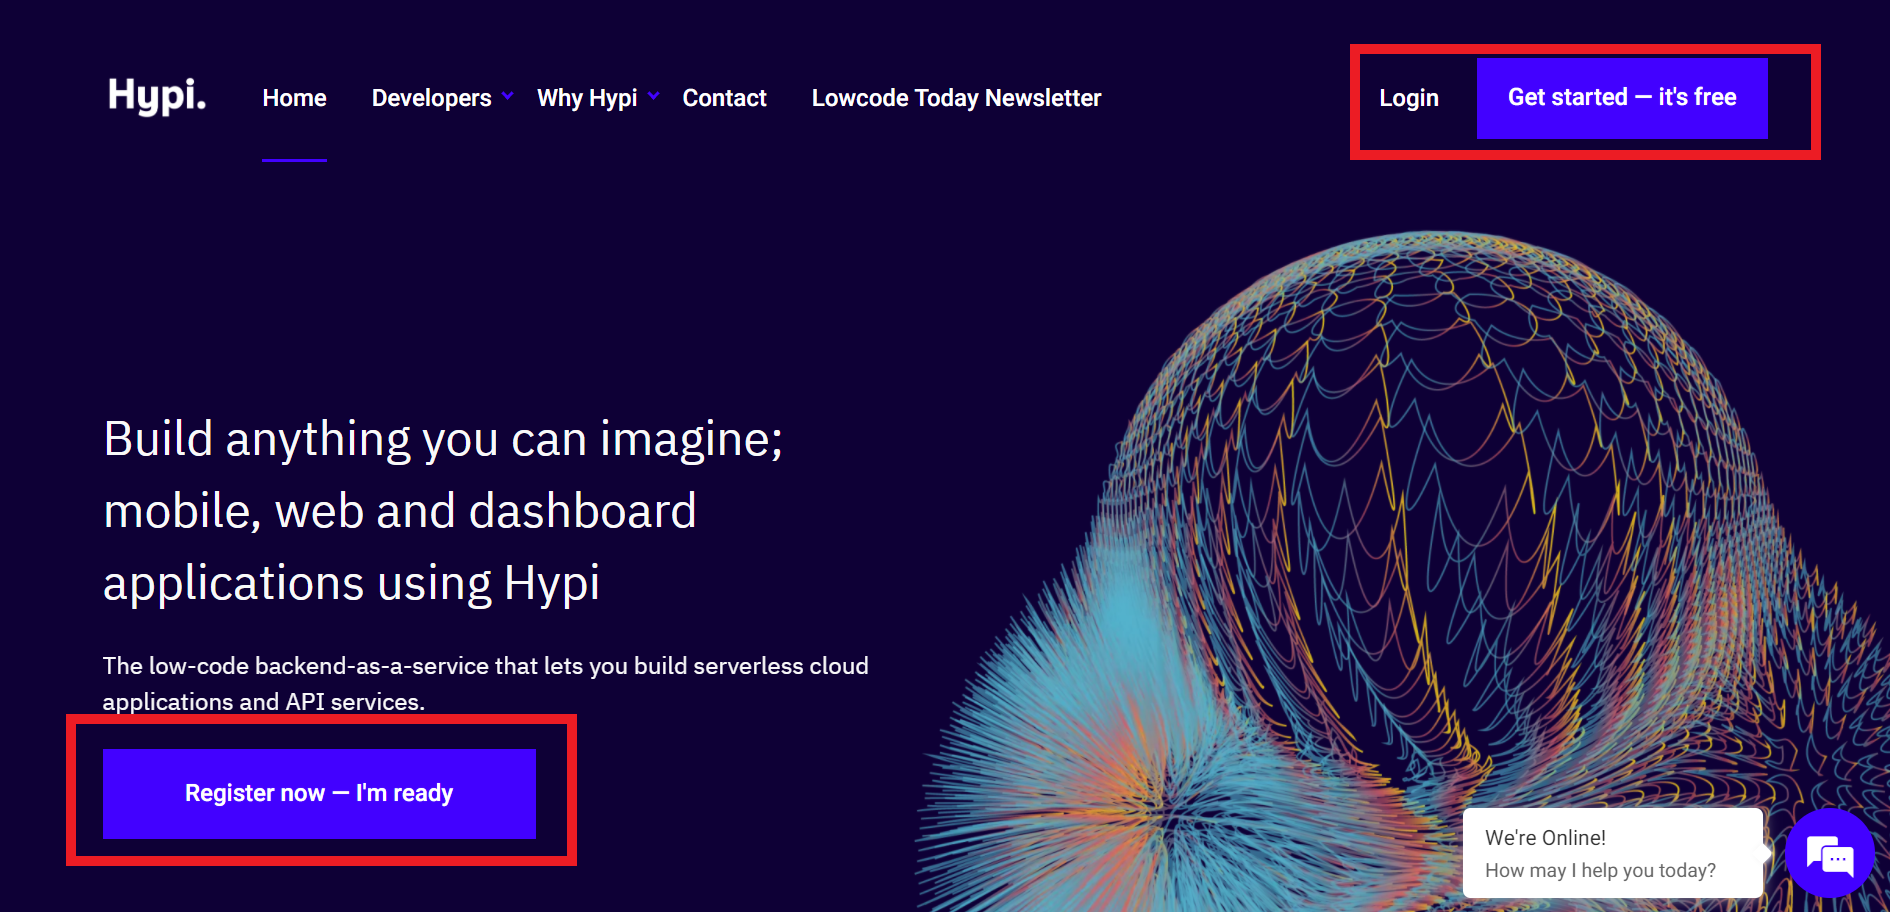 Hypi.
Home
Developers
Why Hypi
Contact
Lowcode Today Newsletter
Login
Get started — it's free
Build anything you can imagine;
mobile, web and dashboard
applications using Hypi
The low-code backend-as-a-service that lets you build serverless cloud
applications and API services.
Register now — I'm ready
We're Online!
How may I help you today?